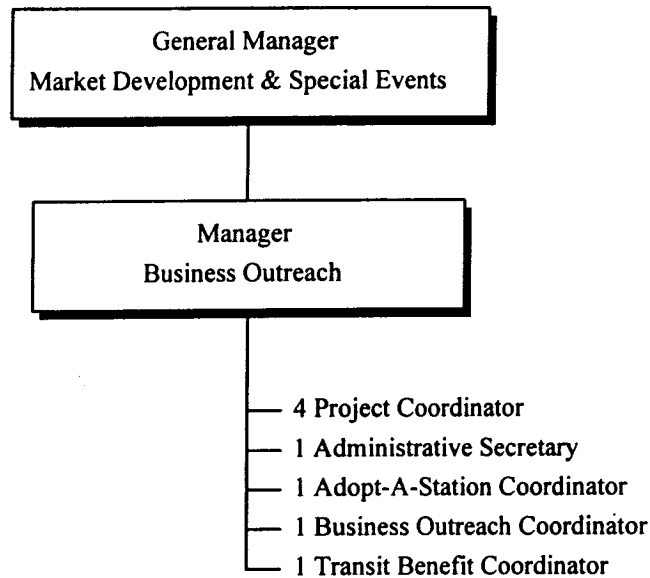 General Manager
Market Development & Special Events
Manager
Business Outreach
4 Project Coordinator
1 Administrative Secretary
1 Adopt-A-Station Coordinator
1 Business Outreach Coordinator
1 Transit Benefit Coordinator